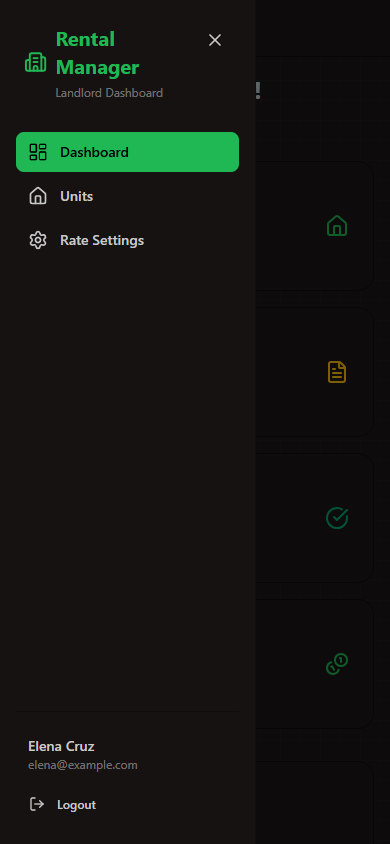 Rental
Manager
Landlord Dashboard
!
Dashboard
Units
Rate Settings
Elena Cruz
elena@example.com
Logout